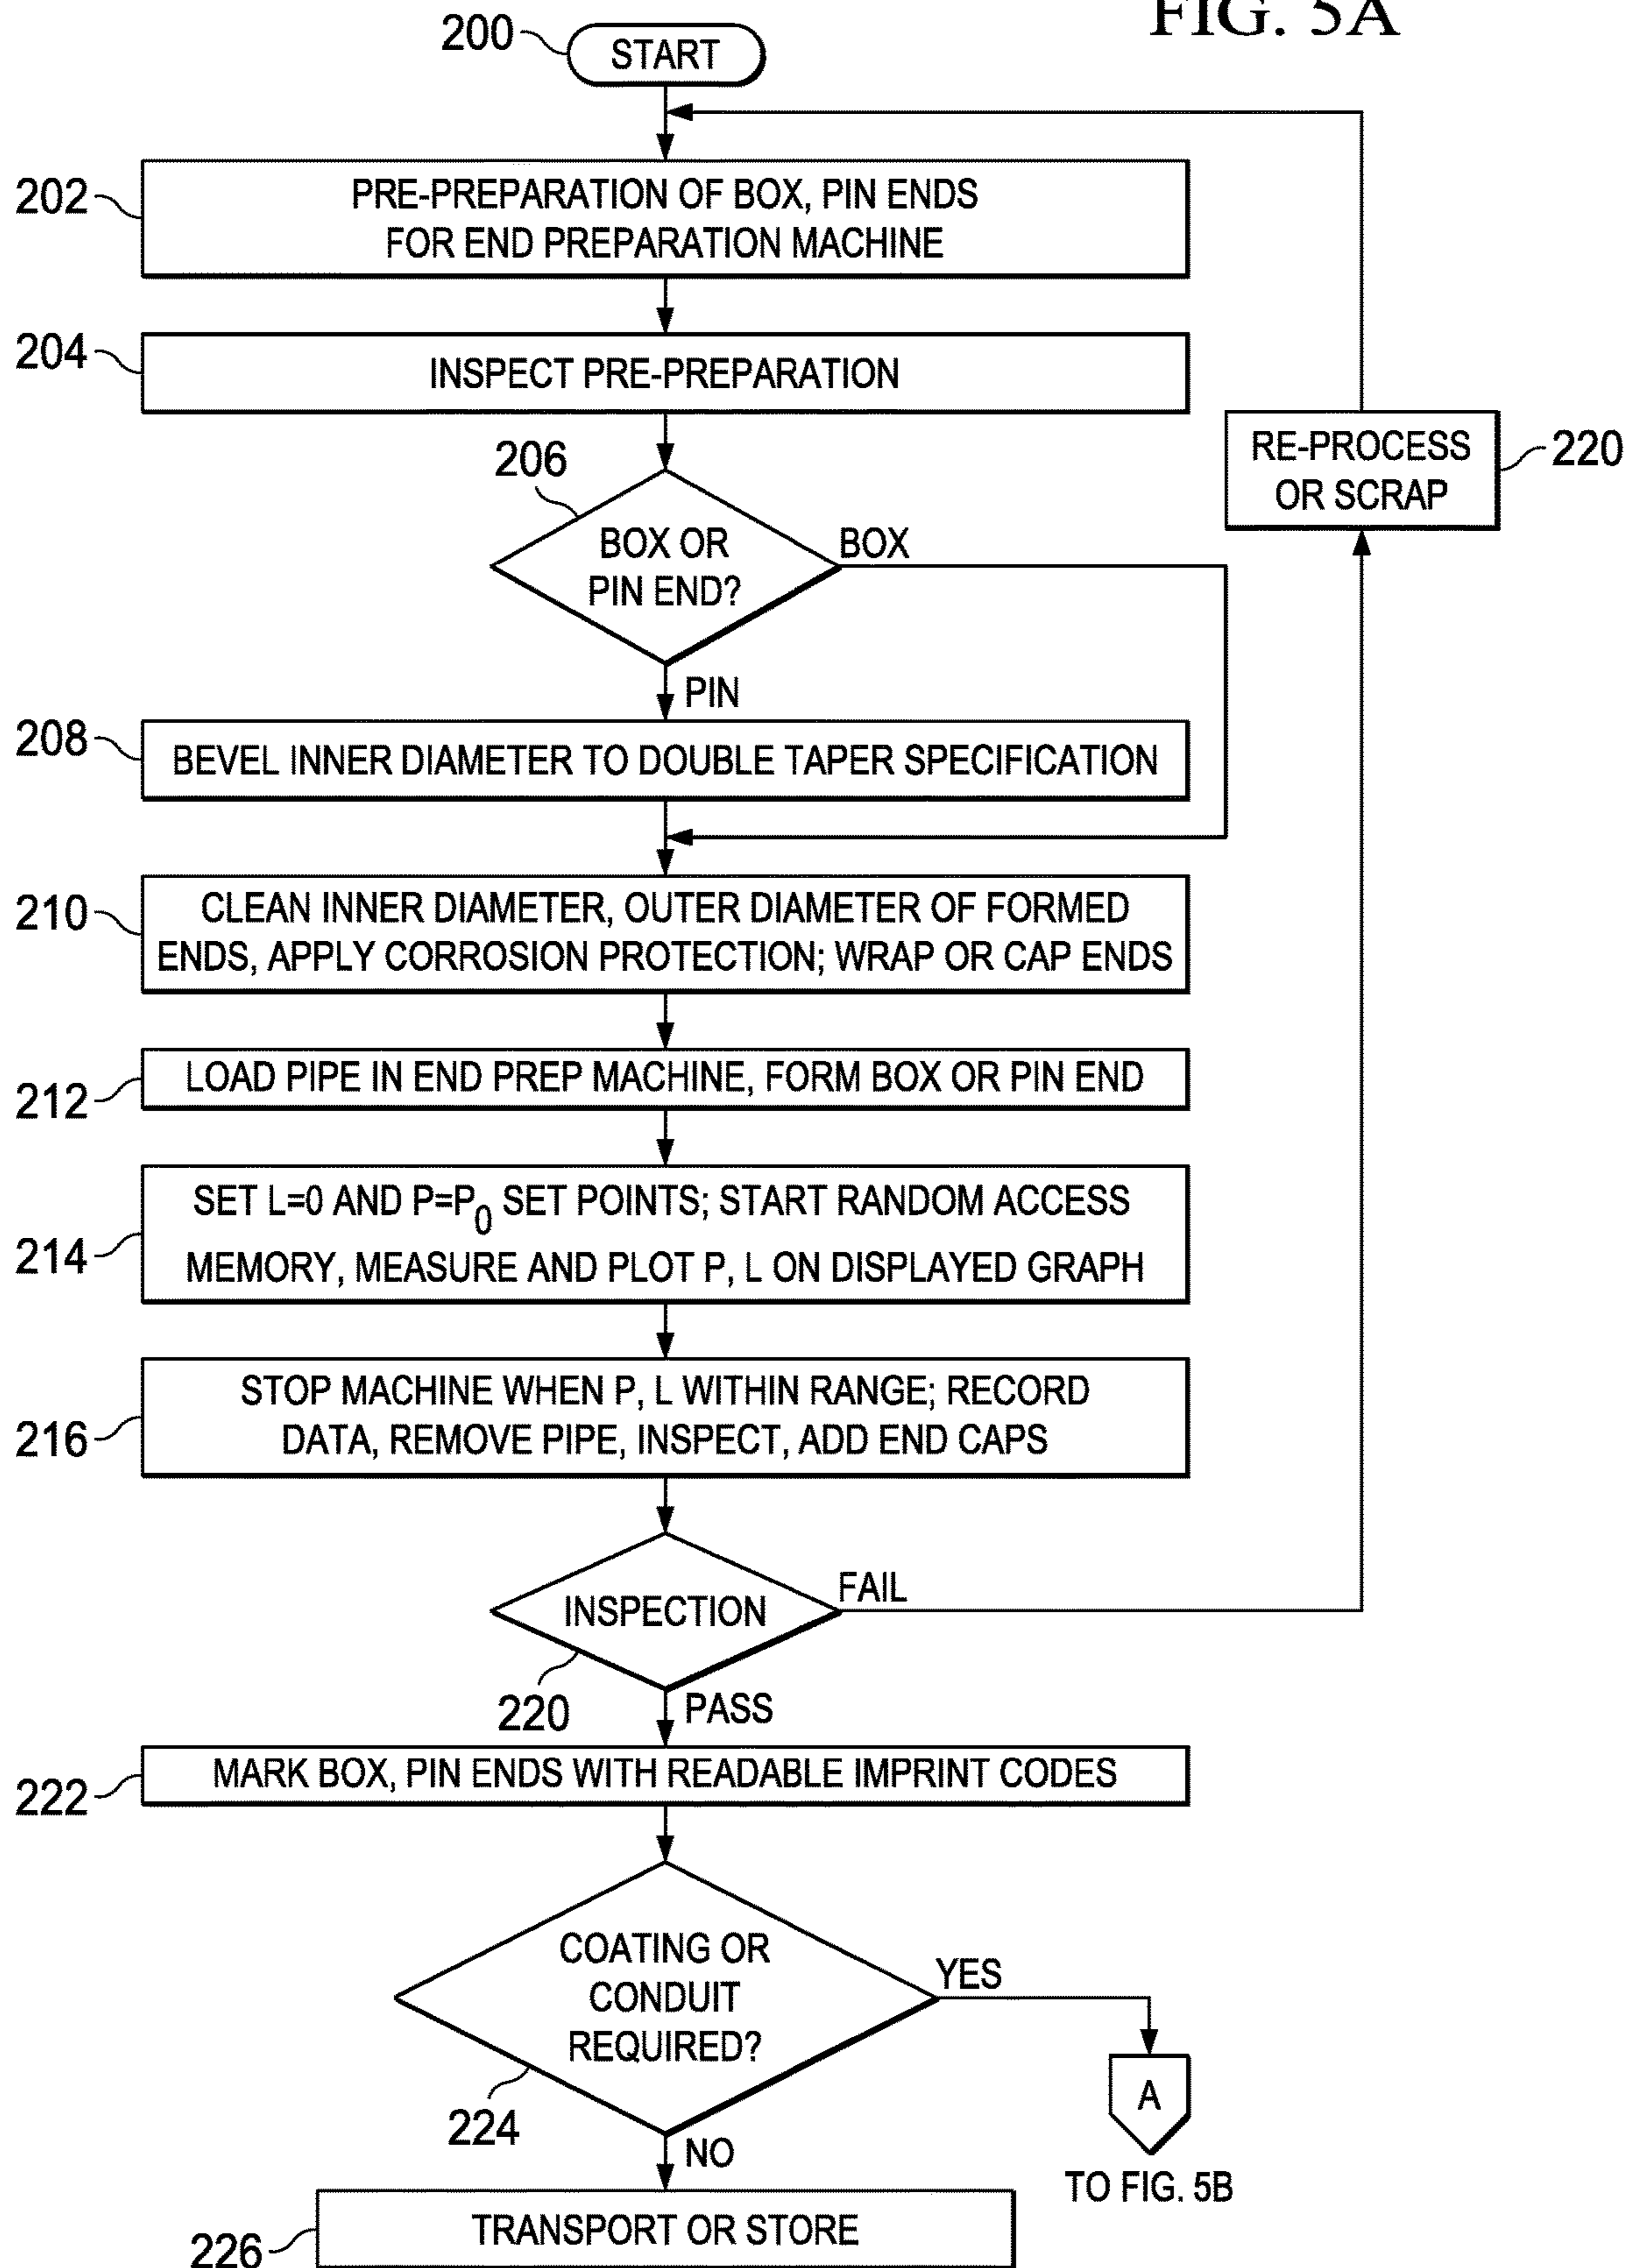 FIG. 5A
200
START
202
PRE-PREPARATION OF BOX, PIN ENDS
FOR END PREPARATION MACHINE
204
INSPECT PRE-PREPARATION
RE-PROCESS
OR SCRAP
220
206
BOX OR
PIN END?
BOX
PIN
208
BEVEL INNER DIAMETER TO DOUBLE TAPER SPECIFICATION
210
CLEAN INNER DIAMETER, OUTER DIAMETER OF FORMED
ENDS, APPLY CORROSION PROTECTION; WRAP OR CAP ENDS
212
LOAD PIPE IN END PREP MACHINE, FORM BOX OR PIN END
214
SET L=0 AND P=P0 SET POINTS; START RANDOM ACCESS
MEMORY, MEASURE AND PLOT P, L ON DISPLAYED GRAPH
216
STOP MACHINE WHEN P, L WITHIN RANGE; RECORD
DATA, REMOVE PIPE, INSPECT, ADD END CAPS
INSPECTION
FAIL
220
PASS
222
MARK BOX, PIN ENDS WITH READABLE IMPRINT CODES
COATING OR
CONDUIT
REQUIRED?
YES
224
NO
A
TO FIG. 5B
226
TRANSPORT OR STORE